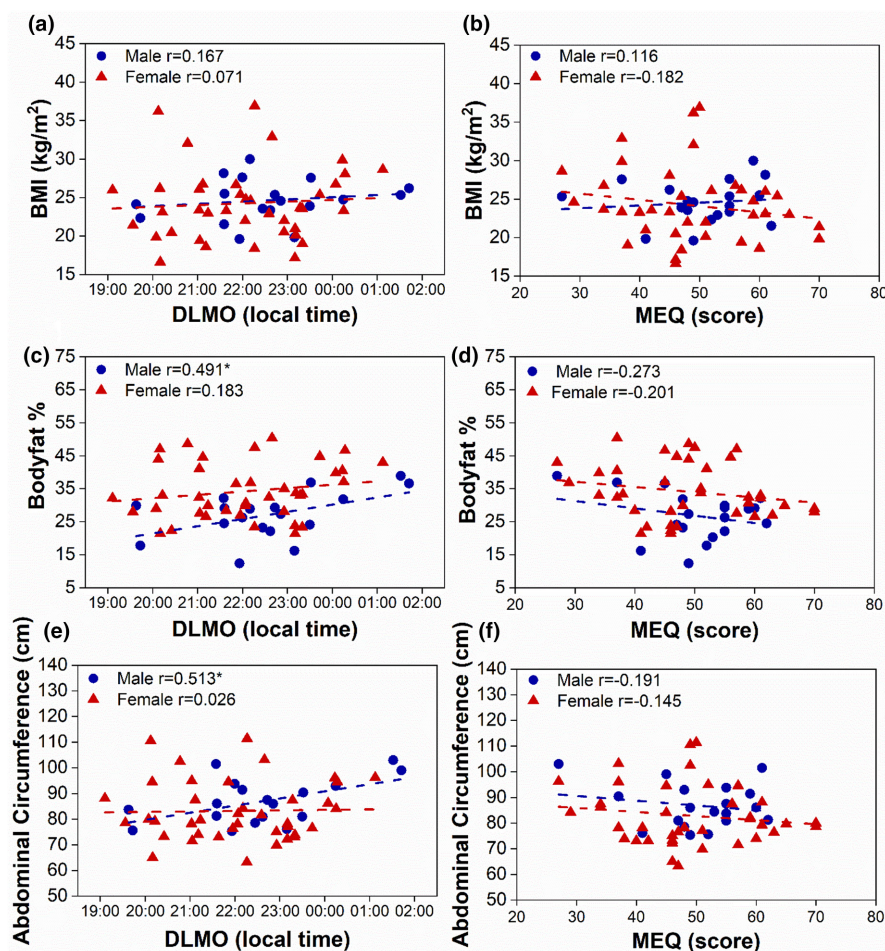 (a)
Male r=0.167
Female r=0.071
BMI (kg/m²)
45
40
35
30
25
20
15
19:00 20:00 21:00 22:00 23:00 00:00 01:00 02:00
DLMO (local time)
(b)
Male r=0.116
Female r=-0.182
BMI (kg/m²)
45
40
35
30
25
20
15
20 30 40 50 60 70 80
MEQ (score)
(c)
Male r=0.491*
Female r=0.183
Bodyfat %
75
65
55
45
35
25
15
5
19:00 20:00 21:00 22:00 23:00 00:00 01:00 02:00
DLMO (local time)
(d)
Male r=-0.273
Female r=-0.201
Bodyfat %
75
65
55
45
35
25
15
5
20 30 40 50 60 70 80
MEQ (score)
(e)
Male r=0.513*
Female r=0.026
Abdominal Circumference (cm)
140
130
120
110
100
90
80
70
60
50
19:00 20:00 21:00 22:00 23:00 00:00 01:00 02:00
DLMO (local time)
(f)
Male r=-0.191
Female r=-0.145
Abdominal Circumference (cm)
140
130
120
110
100
90
80
70
60
50
20 30 40 50 60 70 80
MEQ (score)